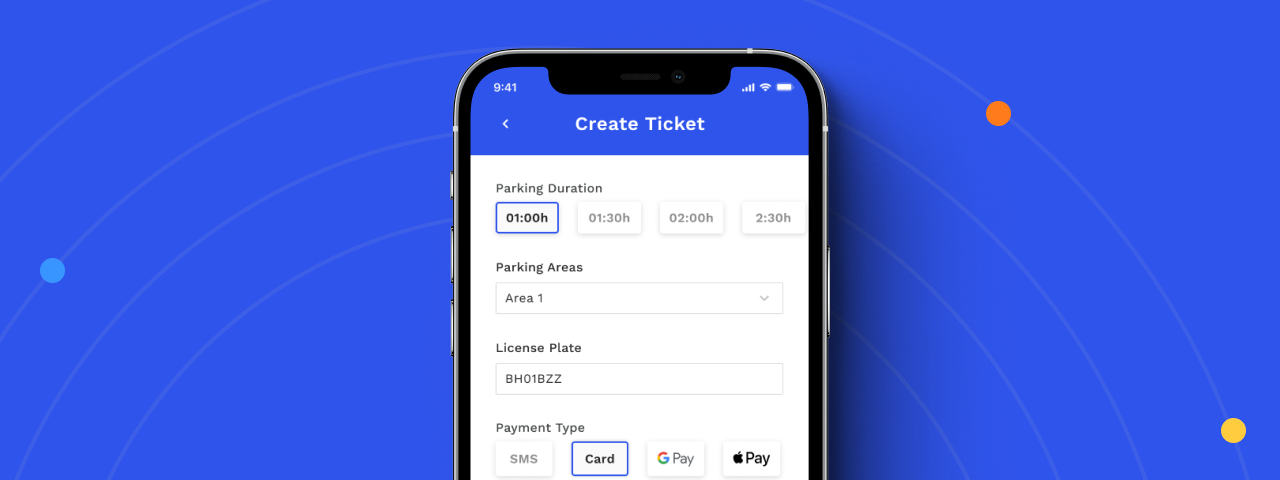 9:41
Create Ticket
Parking Duration
01:00h 01:30h 02:00h 2:30h
Parking Areas
Area 1
License Plate
BH01BZZ
Payment Type
SMS Card G Pay Pay